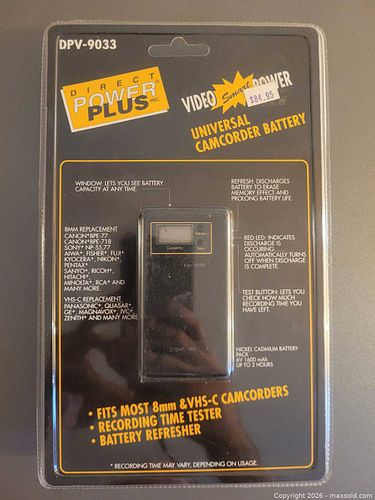 DPV-9033
DIRECT
POWER
PLUS INC.
VIDEO Smart POWER
$84.95
UNIVERSAL
CAMCORDER BATTERY
WINDOW: LETS YOU SEE BATTERY
CAPACITY AT ANY TIME.
REFRESH: DISCHARGES
BATTERY TO ERASE
MEMORY EFFECT AND
PROLONG BATTERY LIFE.
8MM REPLACEMENT
CANON*BPE-77
CANON*BPE-718
SONY* NP-55,77
AIWA*, FISHER*, FUJI*
KYOCERA*, NIKON*,
PENTAX*
SANYO*, RICOH*,
HITACHI*,
MINOLTA*, RCA* AND
MANY MORE.
VHS-C REPLACEMENT
PANASONIC*, QUASAR*,
GE*, MAGNAVOX*, JVC*,
ZENITH* AND MANY MORE
Capacity
For 8MM
RED LED: INDICATES
DISCHARGE IS
OCCURING
AUTOMATICALLY TURNS
OFF WHEN DISCHARGE
IS COMPLETE.
TEST BUTTON: LETS YOU
CHECK HOW MUCH
RECORDING TIME YOU
HAVE LEFT.
NICKEL CADMIUM BATTERY
PACK
6V 1600 mAh
UP TO 2 HOURS
• FITS MOST 8mm & VHS-C CAMCORDERS
• RECORDING TIME TESTER
• BATTERY REFRESHER
* RECORDING TIME MAY VARY, DEPENDING ON USAGE.
Copyright 2026 - maxsold.com